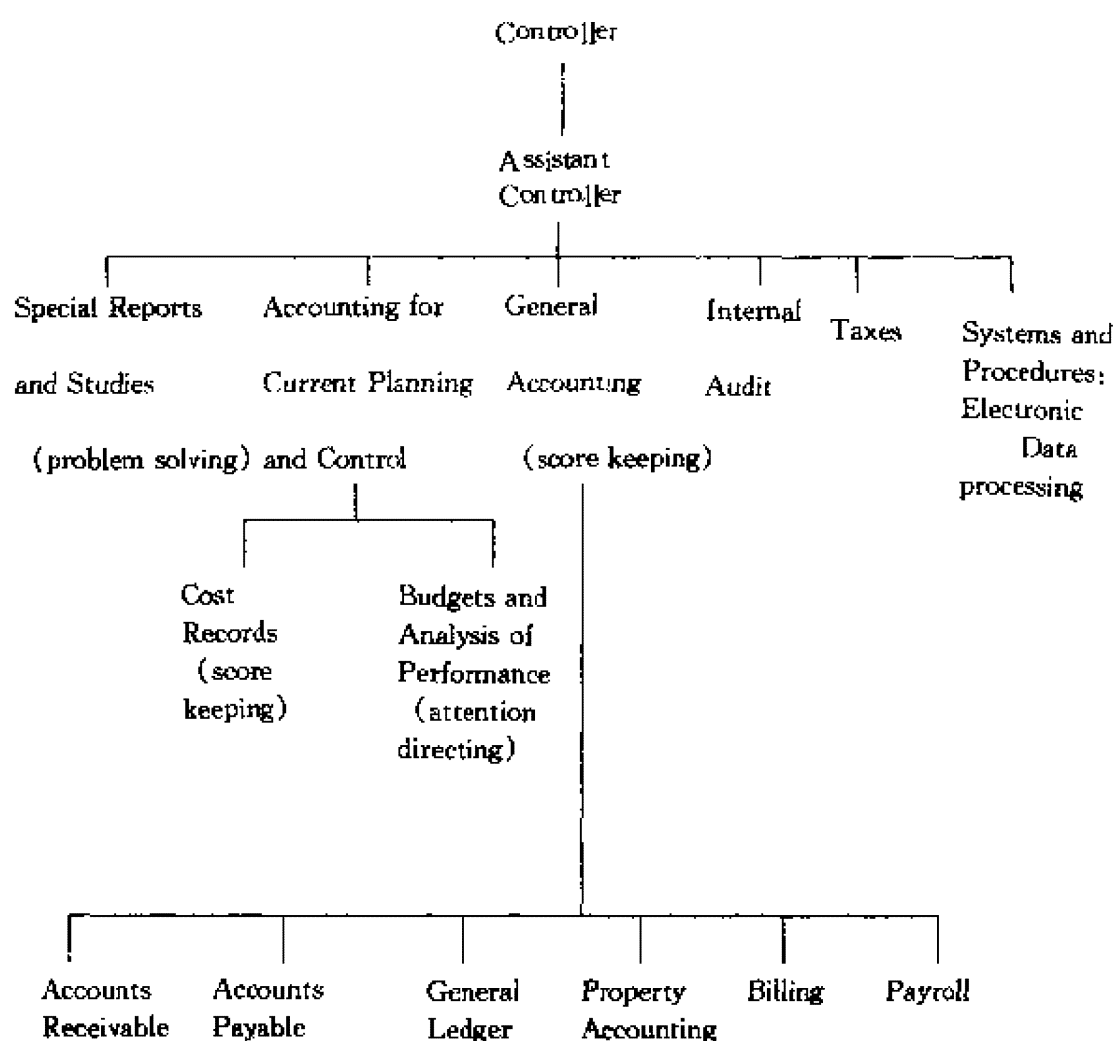 Controller
Assistant
Controller
Special Reports
and Studies
(problem solving)
Accounting for
Current Planning
and Control
General
Accounting
(score keeping)
Internal
Audit
Taxes
Systems and
Procedures:
Electronic
Data
processing
Cost
Records
(score
keeping)
Budgets and
Analysis of
Performance
(attention
directing)
Accounts
Receivable
Accounts
Payable
General
Ledger
Property
Accounting
Billing
Payroll